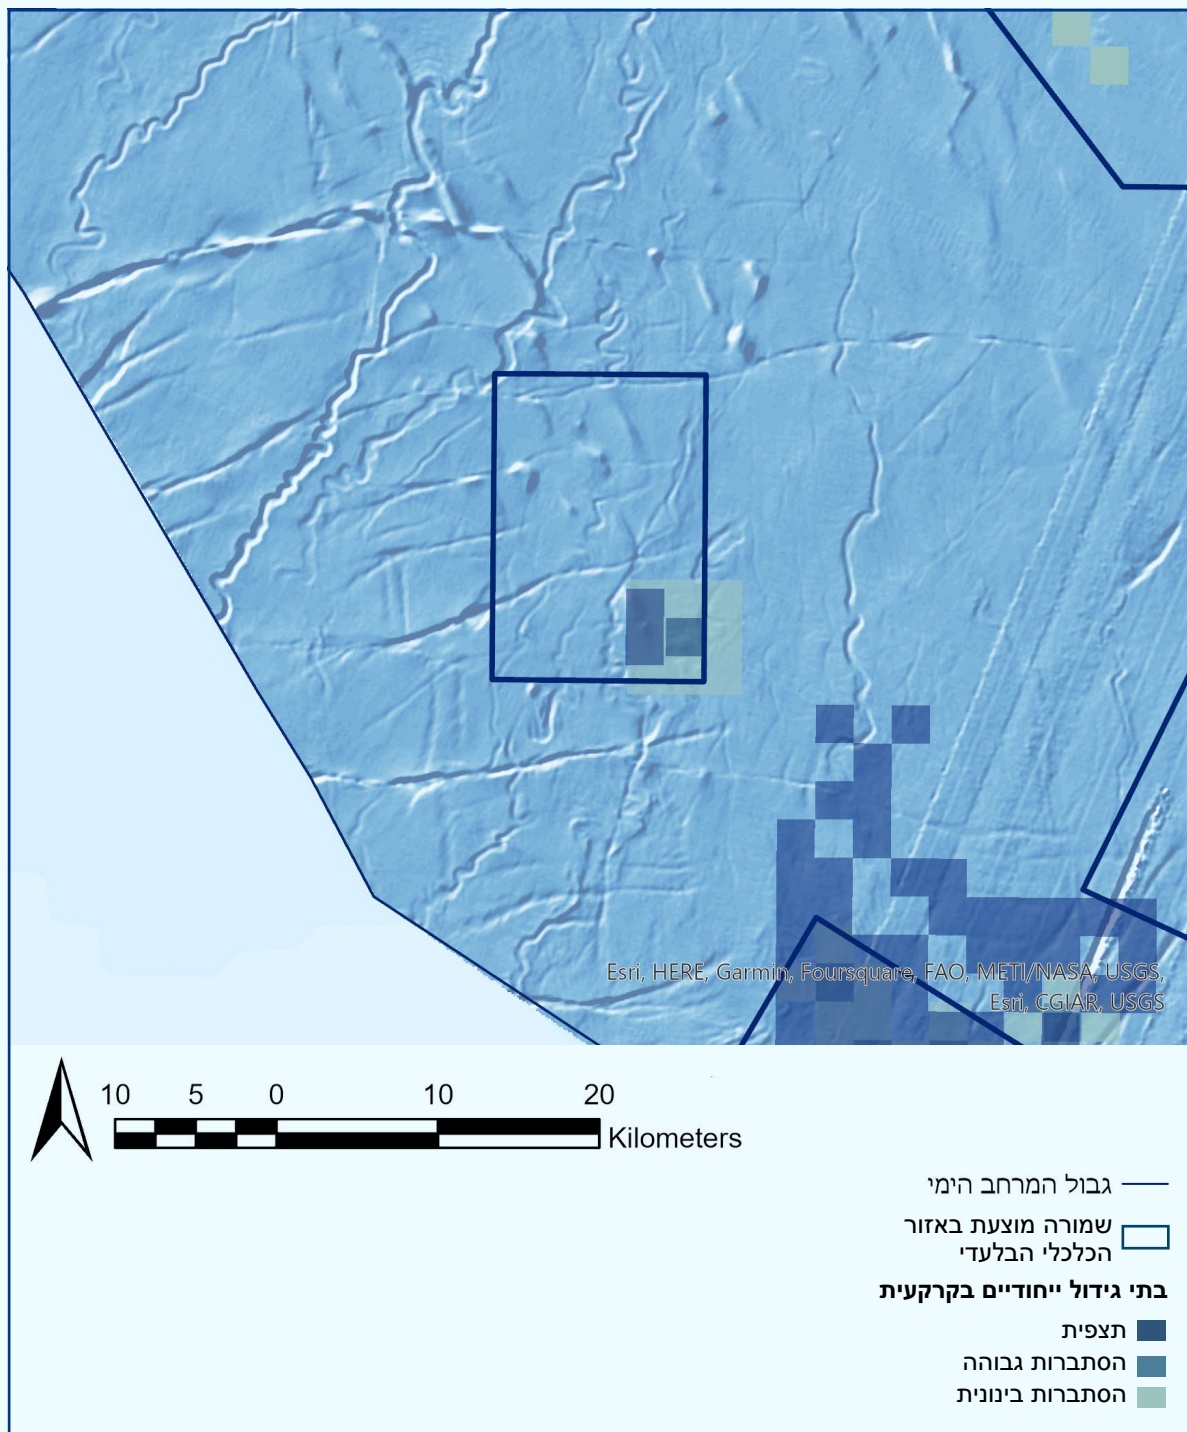 Esri, HERE, Garmin, Foursquare, FAO, METI/NASA, USGS,
Esri, CGIAR, USGS
10 5 0 10 20
Kilometers
גבול המרחב הימי
שמורה מוצעת באזור
הכלכלי הבלעדי
בתי גידול ייחודיים בקרקעית
תצפית
הסתברות גבוהה
הסתברות בינונית